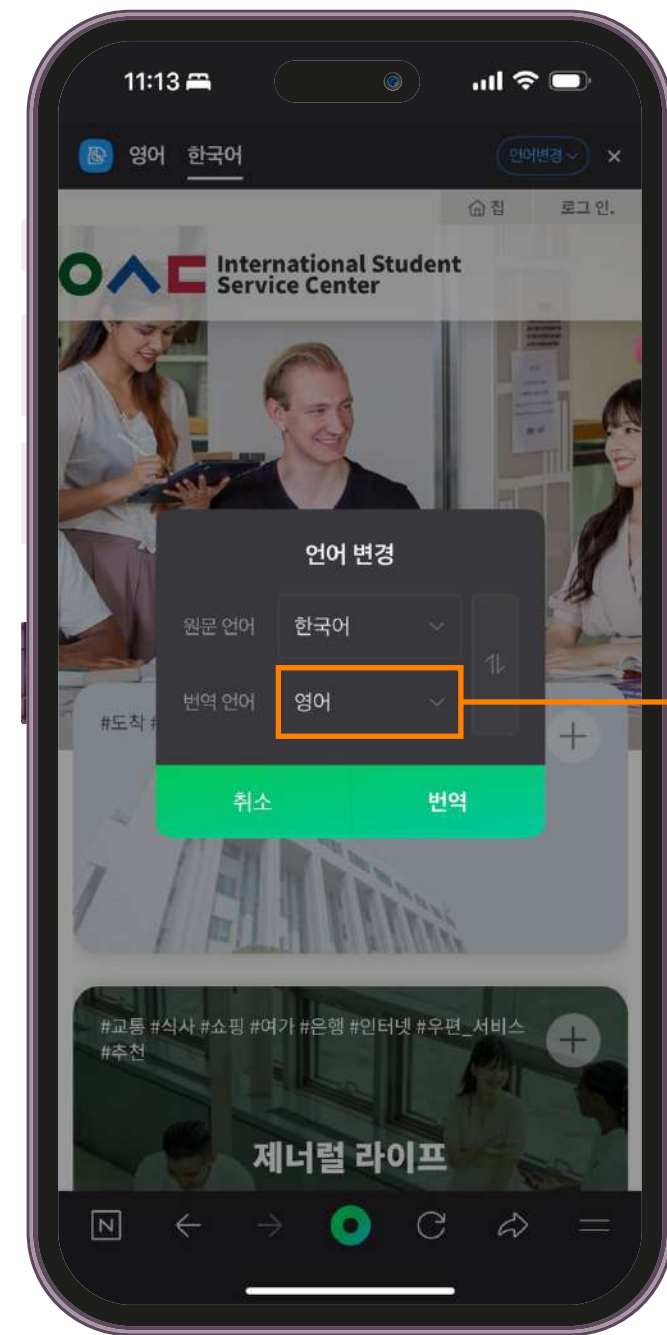 11:13
영어 한국어 언어변경 ×
집 로그 인.
International Student
Service Center
언어 변경
원문 언어 한국어
번역 언어 영어
#도착 #
취소 번역
#교통 #식사 #쇼핑 #여가 #은행 #인터넷 #우편_서비스
#추천
제너럴 라이프
N